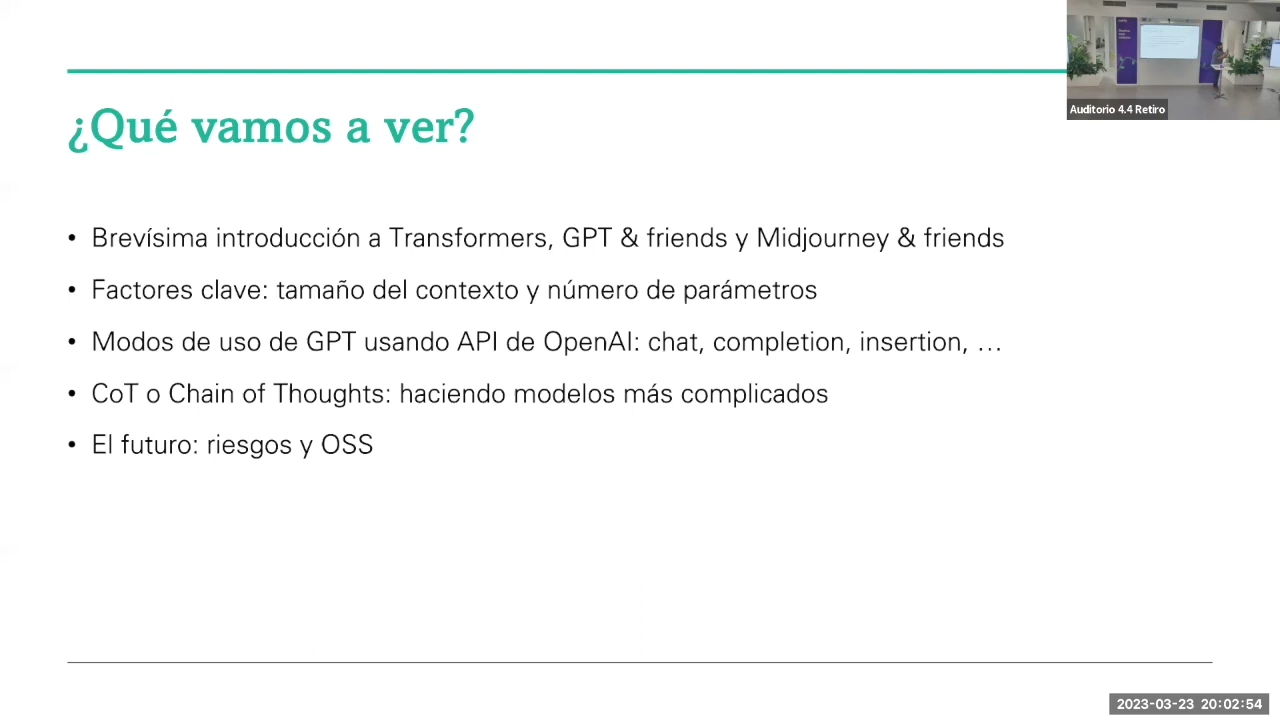 ¿Qué vamos a ver?
• Brevísima introducción a Transformers, GPT & friends y Midjourney & friends
• Factores clave: tamaño del contexto y número de parámetros
• Modos de uso de GPT usando API de OpenAI: chat, completion, insertion, …
• CoT o Chain of Thoughts: haciendo modelos más complicados
• El futuro: riesgos y OSS
Auditorio 4.4 Retiro
2023-03-23 20:02:54